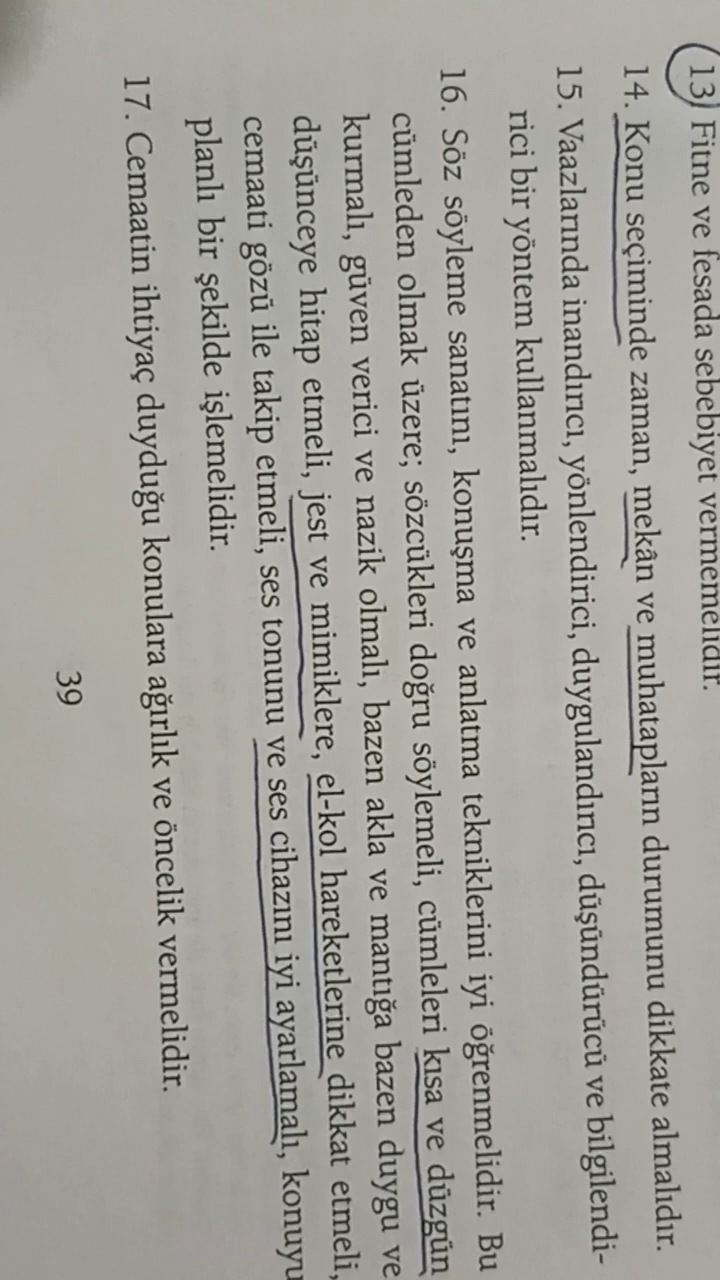 13) Fitne ve fesada sebebiyet vermemelidir.
14. Konu seçiminde zaman, mekân ve muhatapların durumunu dikkate almalıdır.
15. Vaazlarında inandırıcı, yönlendirici, duygulandırıcı, düşündürücü ve bilgilendi-
rici bir yöntem kullanmalıdır.
16. Söz söyleme sanatını, konuşma ve anlatma tekniklerini iyi öğrenmelidir. Bu
cümleden olmak üzere; sözcükleri doğru söylemeli, cümleleri kısa ve düzgün
kurmalı, güven verici ve nazik olmalı, bazen akla ve mantığa bazen duygu ve
düşünceye hitap etmeli, jest ve mimiklere, el-kol hareketlerine dikkat etmeli,
cemaati gözü ile takip etmeli, ses tonunu ve ses cihazını iyi ayarlamalı, konuyu
planlı bir şekilde işlemelidir.
17. Cemaatin ihtiyaç duyduğu konulara ağırlık ve öncelik vermelidir.
39